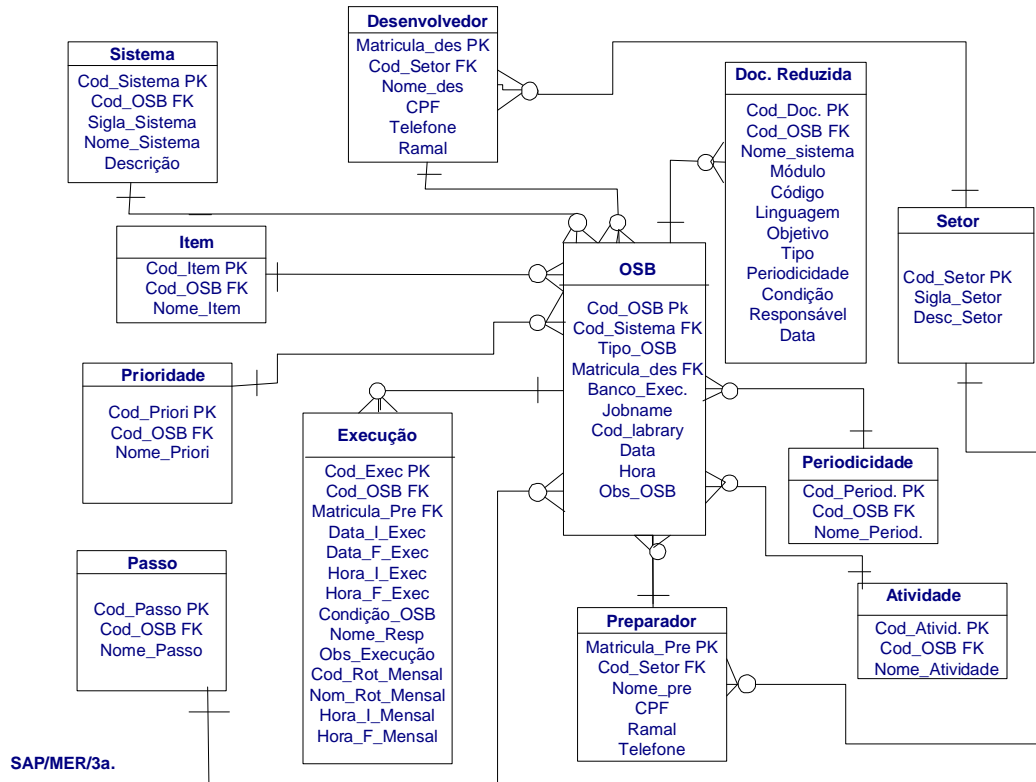 Desenvolvedor
Matricula_des PK
Cod_Setor FK
Nome_des
CPF
Telefone
Ramal
Sistema
Cod_Sistema PK
Cod_OSB FK
Sigla_Sistema
Nome_Sistema
Descrição
Doc. Reduzida
Cod_Doc. PK
Cod_OSB FK
Nome_sistema
Módulo
Código
Linguagem
Objetivo
Tipo
Periodicidade
Condição
Responsável
Data
Setor
Cod_Setor PK
Sigla_Setor
Desc_Setor
Item
Cod_Item PK
Cod_OSB FK
Nome_Item
OSB
Cod_OSB Pk
Cod_Sistema FK
Tipo_OSB
Matricula_des FK
Banco_Exec.
Jobname
Cod_labrary
Data
Hora
Obs_OSB
Prioridade
Cod_Priori PK
Cod_OSB FK
Nome_Priori
Execução
Cod_Exec PK
Cod_OSB FK
Matricula_Pre FK
Data_I_Exec
Data_F_Exec
Hora_I_Exec
Hora_F_Exec
Condição_OSB
Nome_Resp
Obs_Execução
Cod_Rot_Mensal
Nom_Rot_Mensal
Hora_I_Mensal
Hora_F_Mensal
Periodicidade
Cod_Period. PK
Cod_OSB FK
Nome_Period.
Passo
Cod_Passo PK
Cod_OSB FK
Nome_Passo
Atividade
Cod_Ativid. PK
Cod_OSB FK
Nome_Atividade
Preparador
Matricula_Pre PK
Cod_Setor FK
Nome_pre
CPF
Ramal
Telefone
SAP/MER/3a.